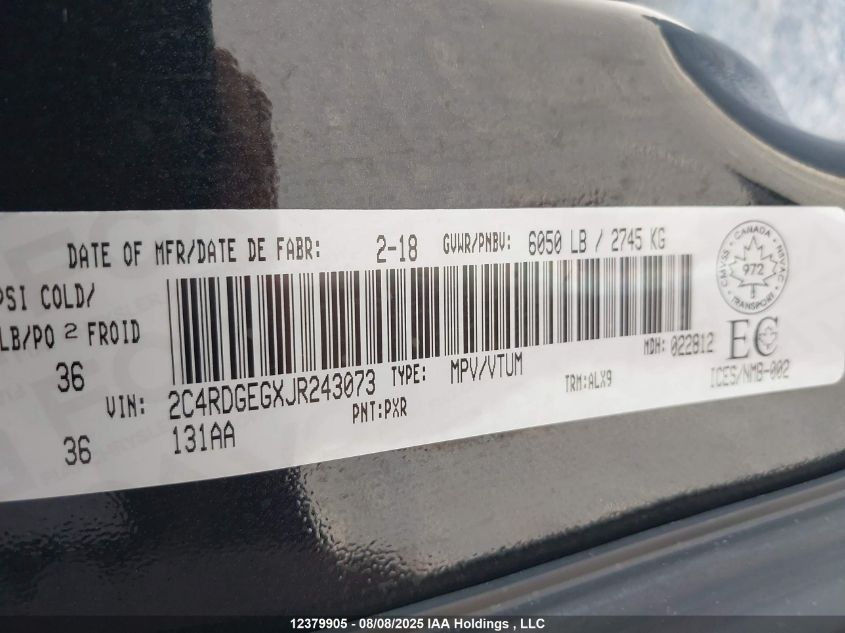 DATE OF MFR/DATE DE FABR: 2-18 GVWR/PNBV: 6050 LB / 2745 KG
PSI COLD/
LB/PO 2 FROID
36
36
VIN: 2C4RDGEGXJR243073 TYPE: MPV/VTUM
131AA PNT:PXR TRM:ALX9
MDH: 022812
CANADA
CMVSS NVAC
972
TRANSPORT
EC
ICES/NMB-002
12379905 - 08/08/2025 IAA Holdings , LLC